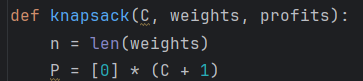 def knapsack(C, weights, profits):
    n = len(weights)
    P = [0] * (C + 1)